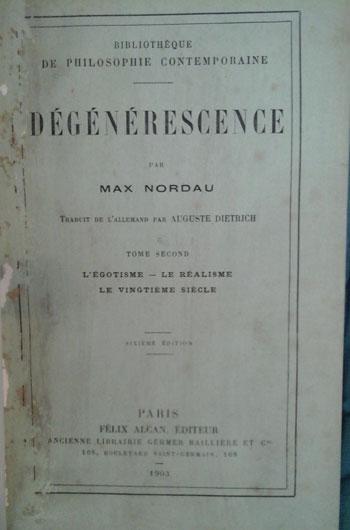 BIBLIOTHÈQUE
DE PHILOSOPHIE CONTEMPORAINE
DÉGÉNÉRESCENCE
PAR
MAX NORDAU
TRADUIT DE L'ALLEMAND PAR AUGUSTE DIETRICH
TOME SECOND
L'ÉGOTISME — LE RÉALISME
LE VINGTIÈME SIÈCLE
SIXIÈME ÉDITION
PARIS
FÉLIX ALCAN, ÉDITEUR
ANCIENNE LIBRAIRIE GERMER BAILLIÈRE ET Cie
108, BOULEVARD SAINT-GERMAIN, 108
1903